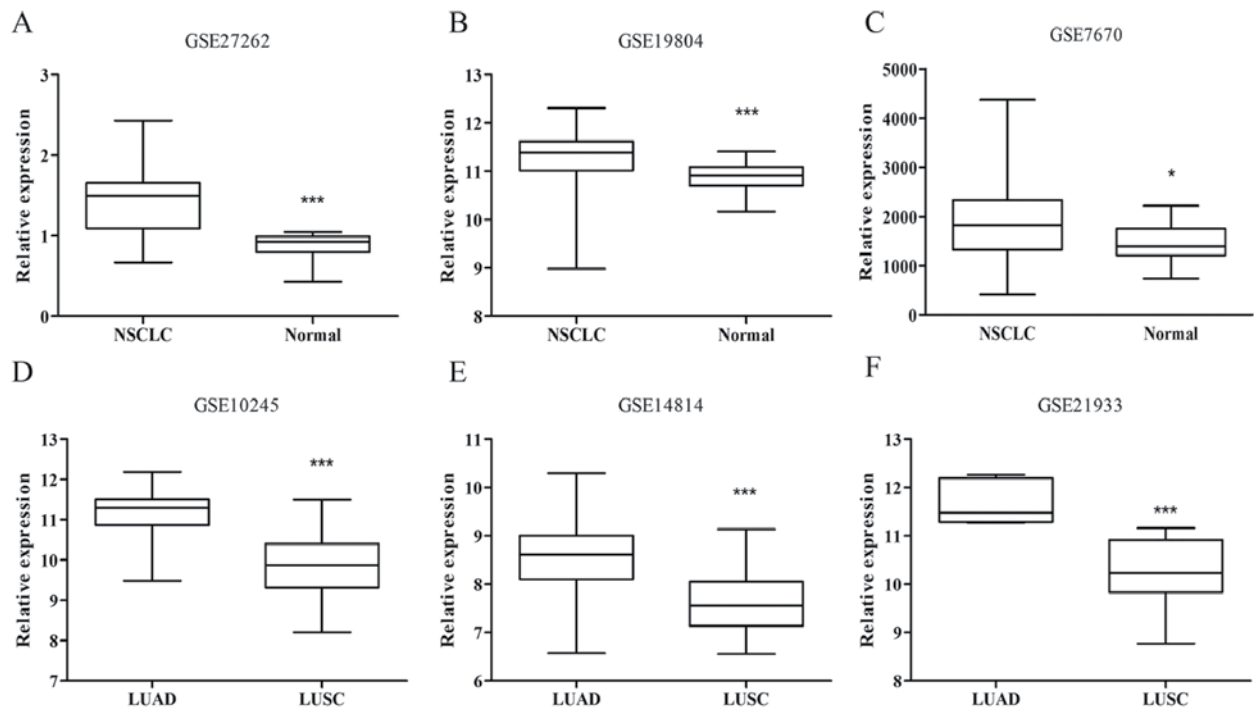 A
GSE27262
Relative expression
3
2
1
0
***
NSCLC
Normal
B
GSE19804
Relative expression
13
12
11
10
9
8
***
NSCLC
Normal
C
GSE7670
Relative expression
5000
4000
3000
2000
1000
0
*
NSCLC
Normal
D
GSE10245
Relative expression
13
12
11
10
9
8
7
***
LUAD
LUSC
E
GSE14814
Relative expression
11
10
9
8
7
6
***
LUAD
LUSC
F
GSE21933
Relative expression
13
12
11
10
9
8
***
LUAD
LUSC